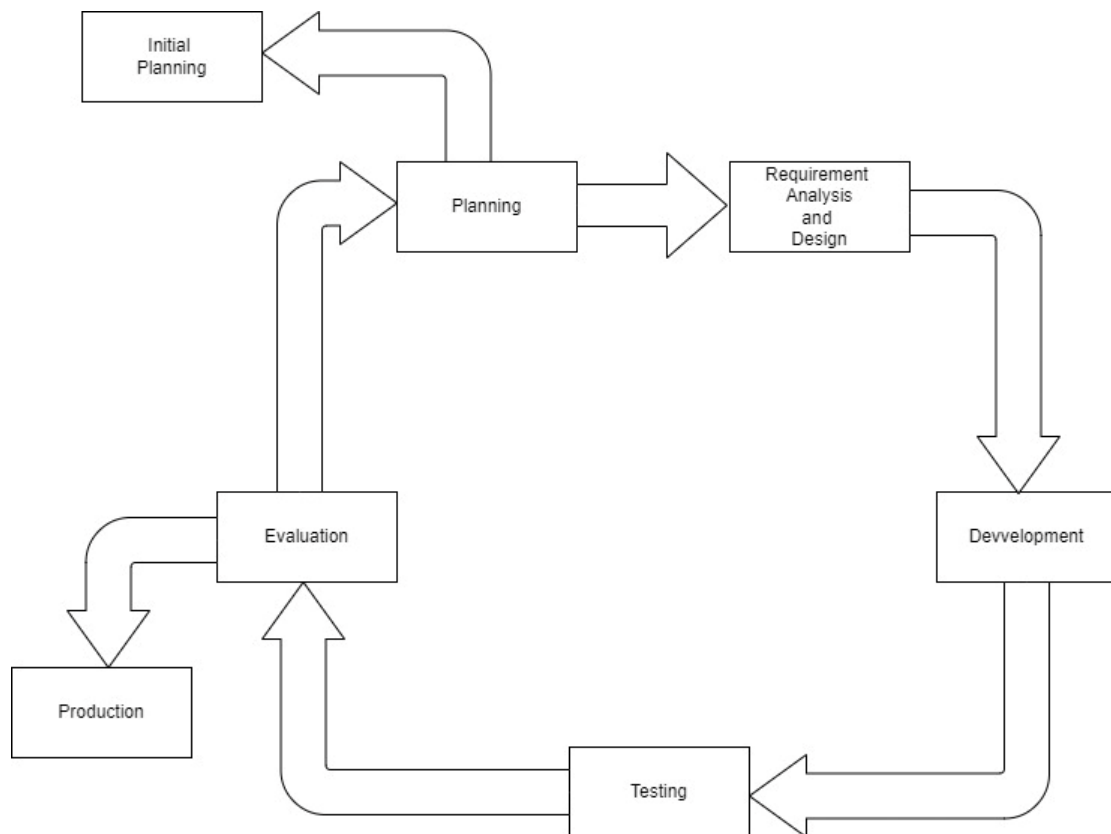 Initial
Planning
Planning
Requirement
Analysis
and
Design
Evaluation
Devvelopment
Production
Testing